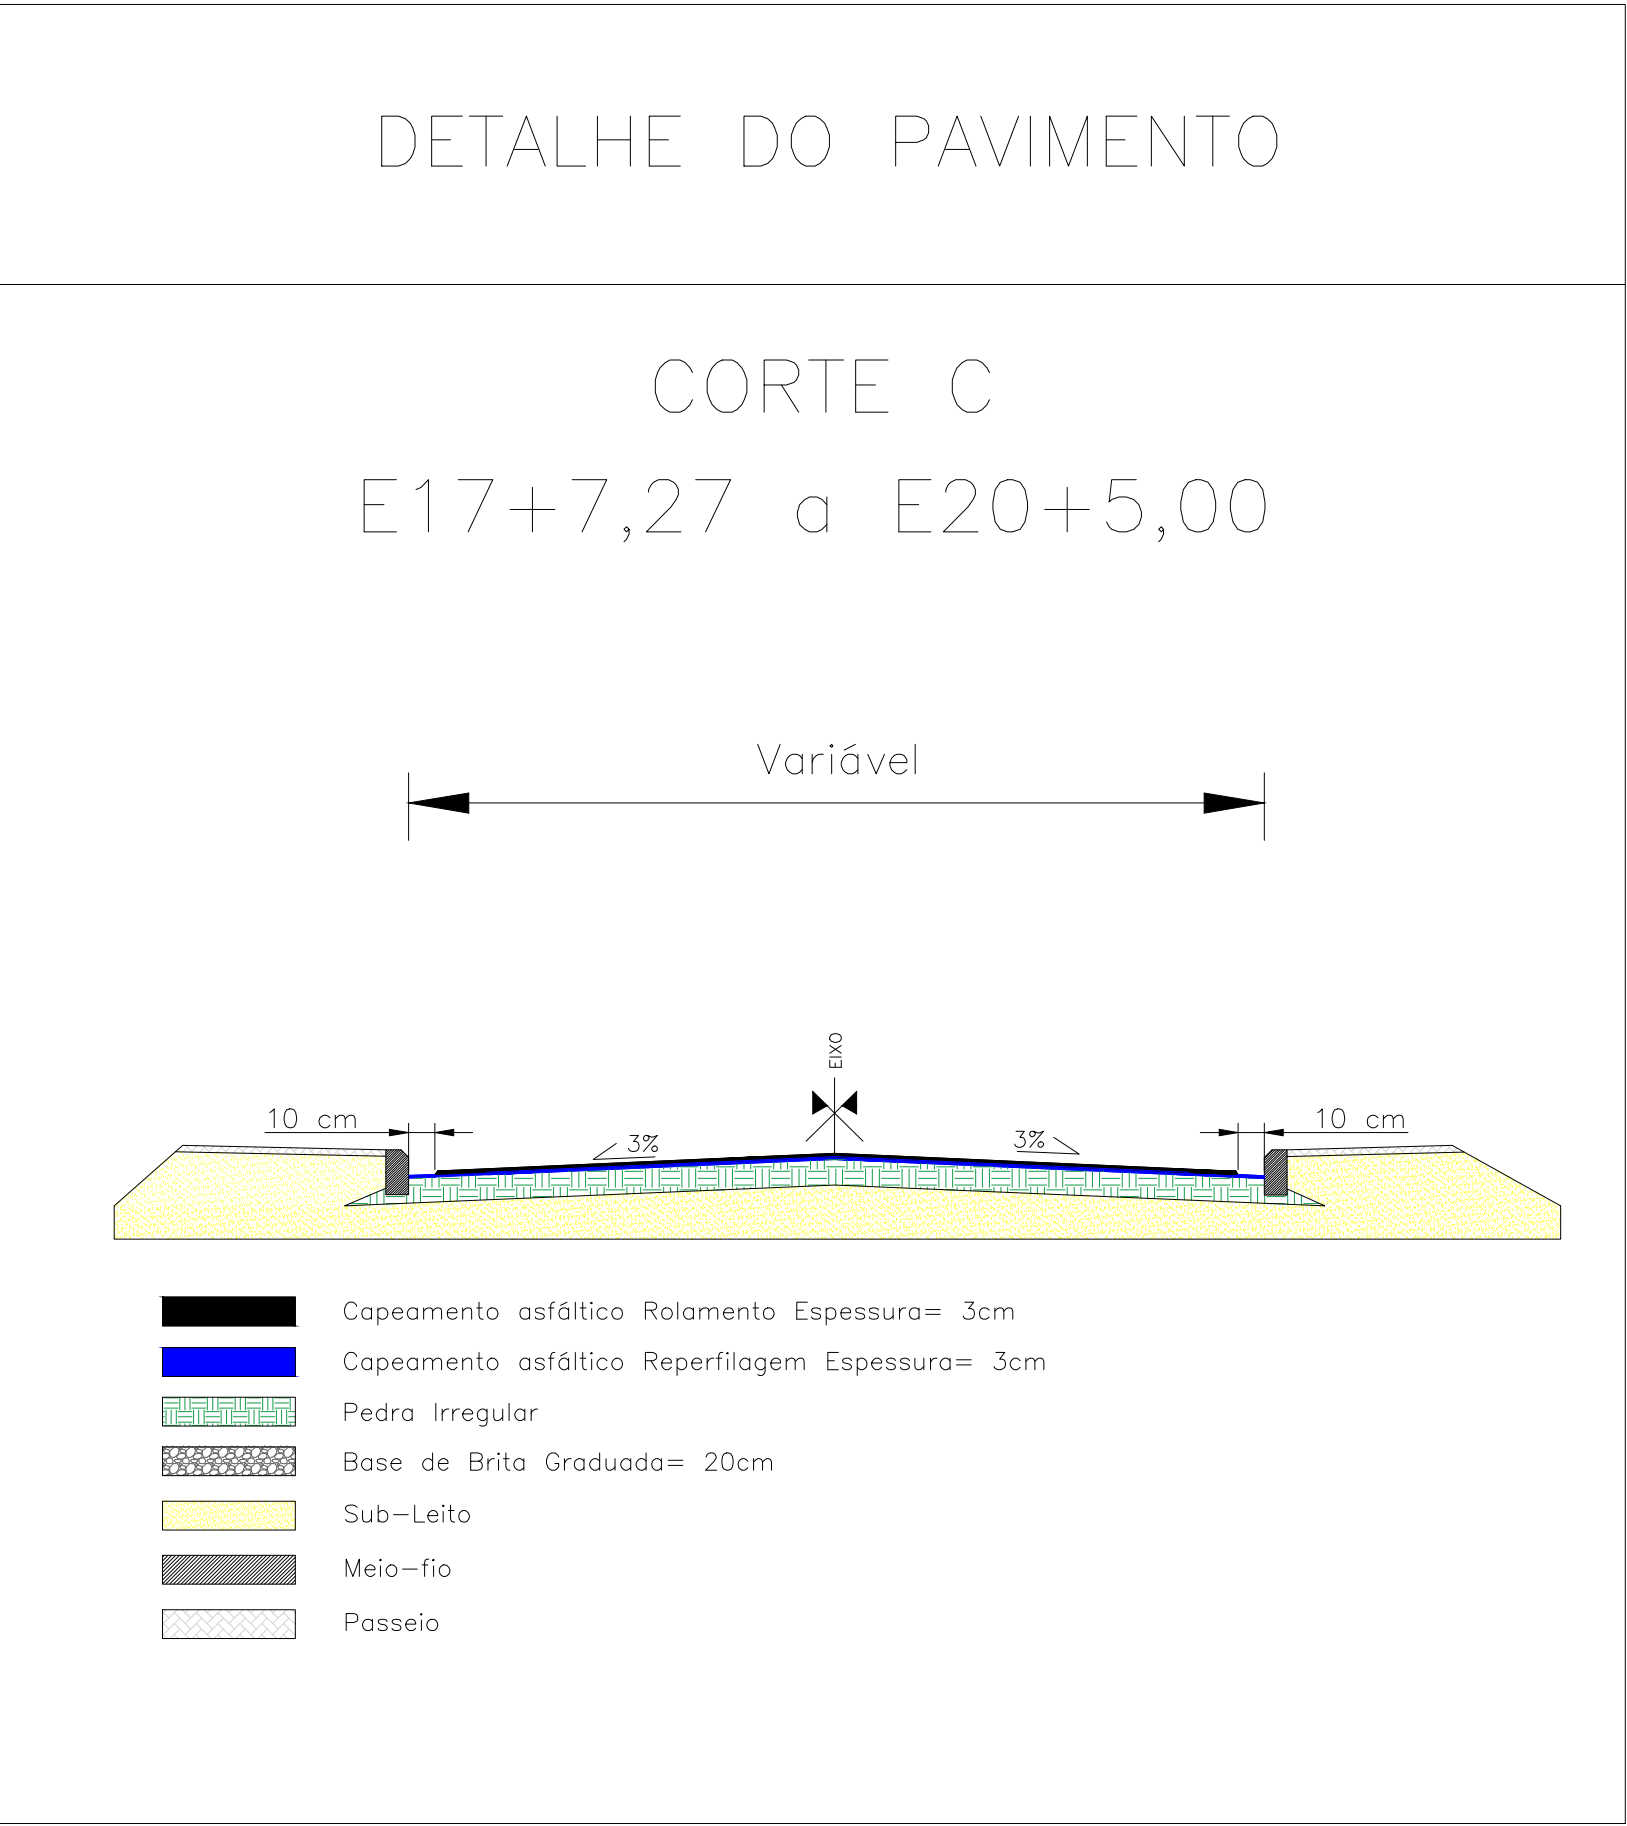 DETALHE DO PAVIMENTO
CORTE C
E17+7,27 a E20+5,00
Variável
EIXO
10 cm
3%
3%
10 cm
Capeamento asfáltico Rolamento Espessura= 3cm
Capeamento asfáltico Reperfilagem Espessura= 3cm
Pedra Irregular
Base de Brita Graduada= 20cm
Sub-Leito
Meio-fio
Passeio